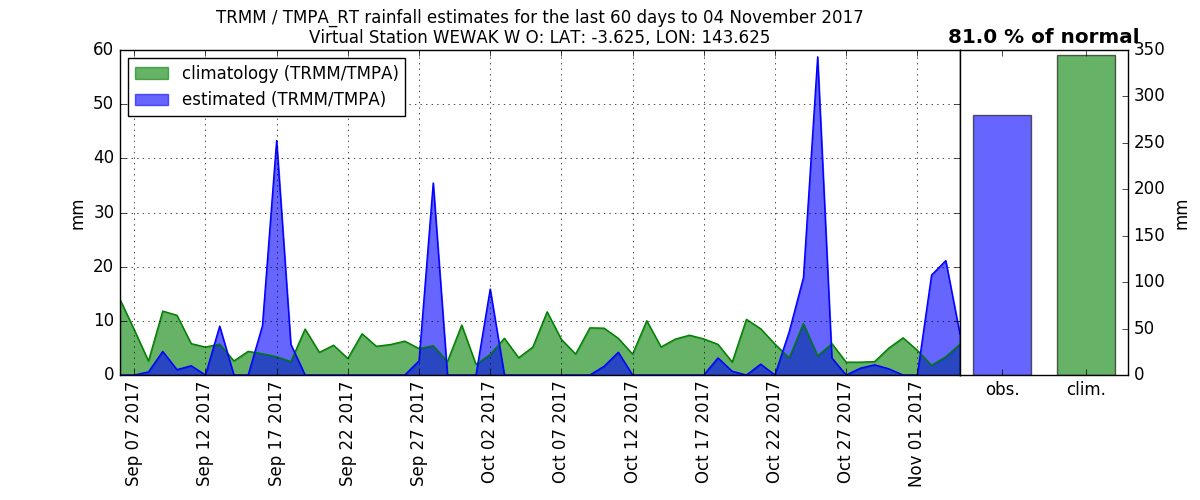 TRMM / TMPA_RT rainfall estimates for the last 60 days to 04 November 2017
Virtual Station WEWAK W O: LAT: -3.625, LON: 143.625
81.0 % of normal
climatology (TRMM/TMPA)
estimated (TRMM/TMPA)
60
50
40
30
20
10
0
mm
Sep 07 2017
Sep 12 2017
Sep 17 2017
Sep 22 2017
Sep 27 2017
Oct 02 2017
Oct 07 2017
Oct 12 2017
Oct 17 2017
Oct 22 2017
Oct 27 2017
Nov 01 2017
obs.
clim.
350
300
250
200
150
100
50
0
mm